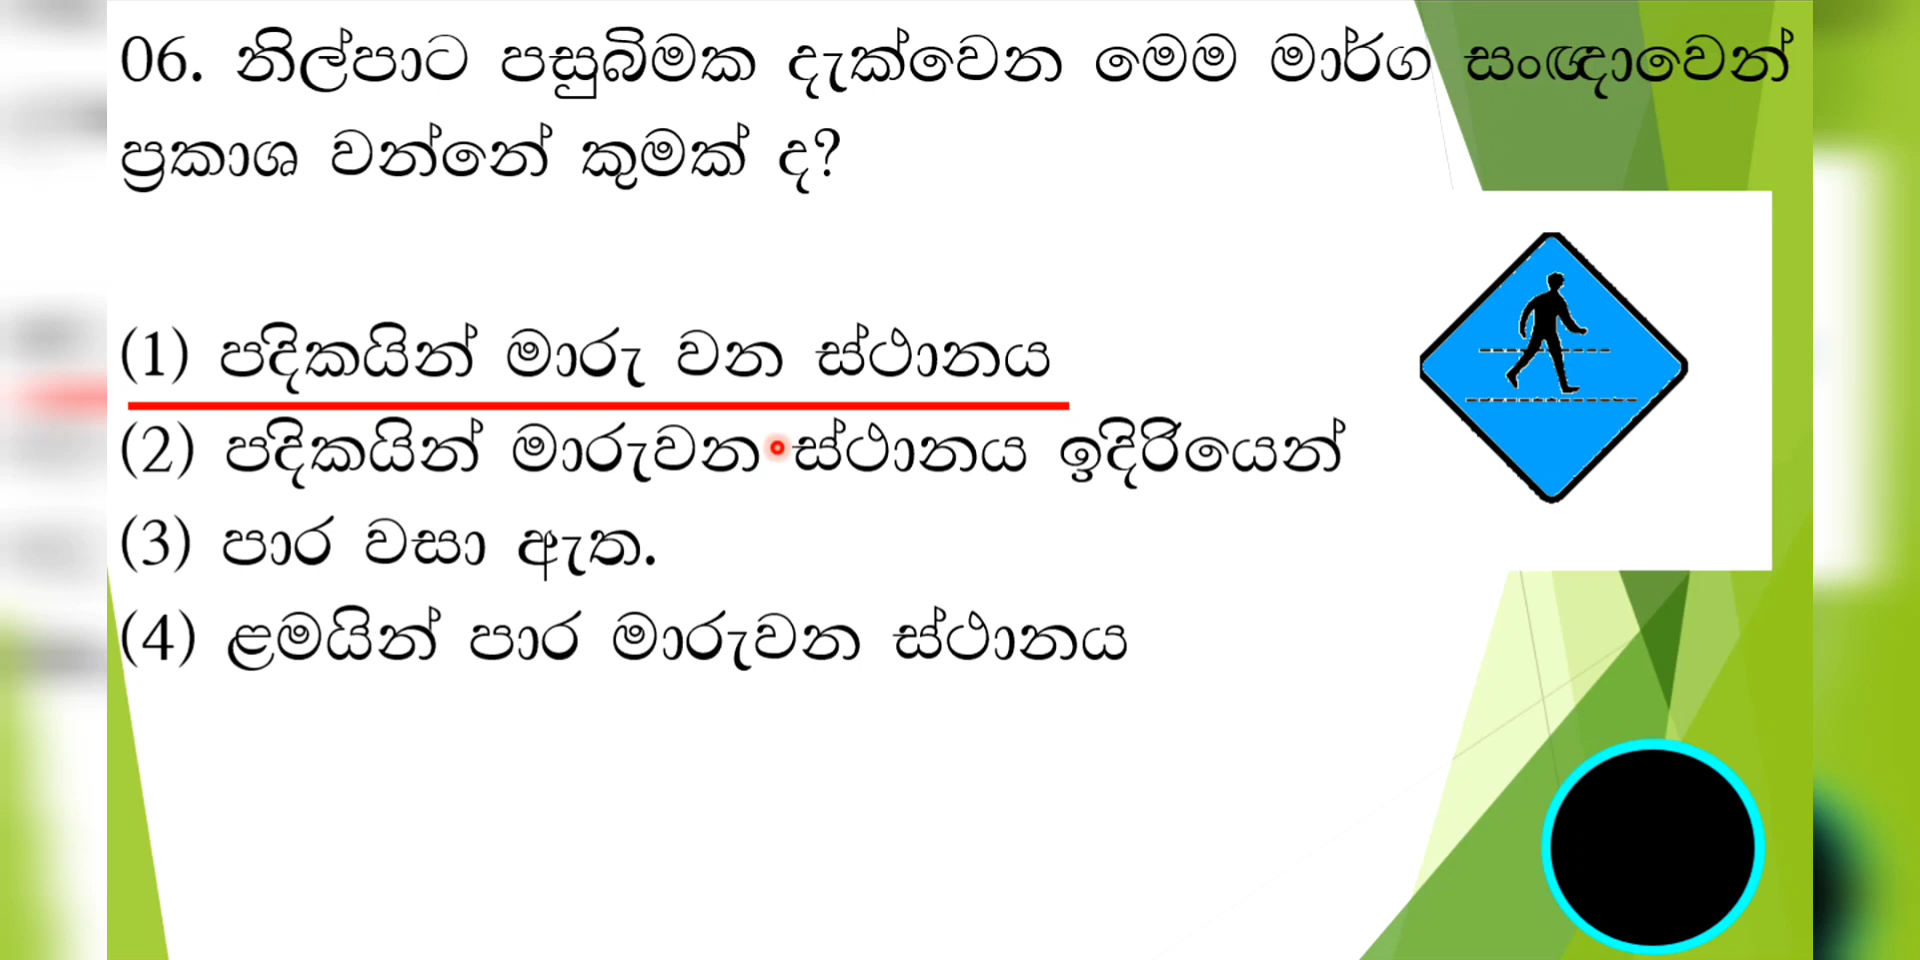 06. නිල්පාට පසුබිමක දැක්වෙන මෙම මාර්ග සංඥාවෙන්
ප්‍රකාශ වන්නේ කුමක් ද?
(1) පදිකයින් මාරු වන ස්ථානය
(2) පදිකයින් මාරුවන ස්ථානය ඉදිරියෙන්
(3) පාර වසා ඇත.
(4) ළමයින් පාර මාරුවන ස්ථානය